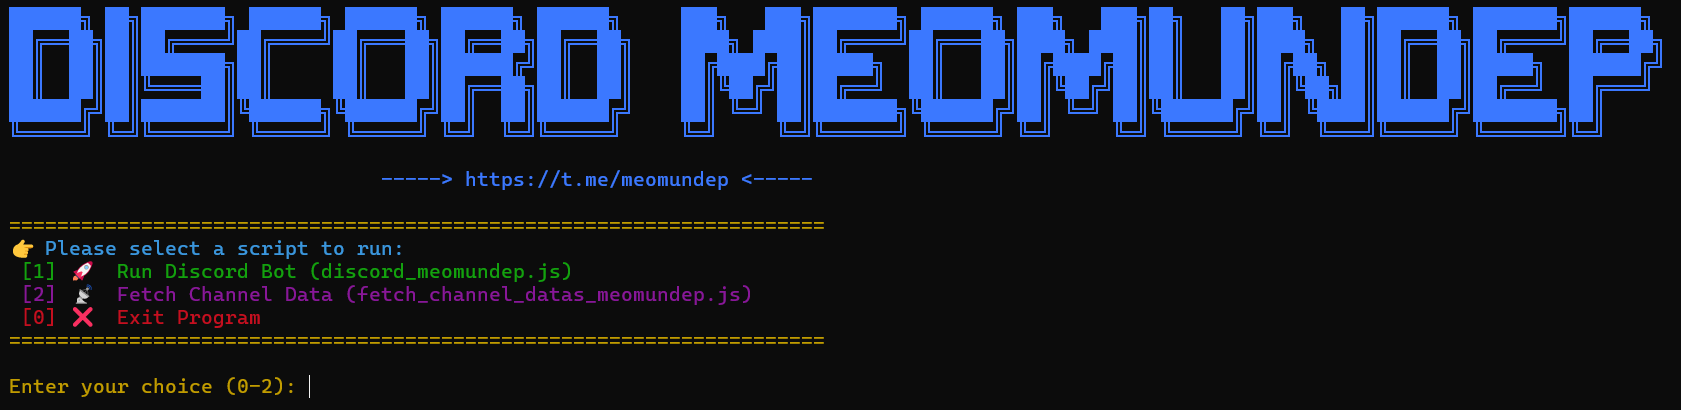 DISCORD MEOMUNDEP
-----> https://t.me/meomundep <-----
====================================================================
👉 Please select a script to run:
[1] 🚀 Run Discord Bot (discord_meomundep.js)
[2] 📡 Fetch Channel Data (fetch_channel_datas_meomundep.js)
[0] ❌ Exit Program
====================================================================
Enter your choice (0-2):